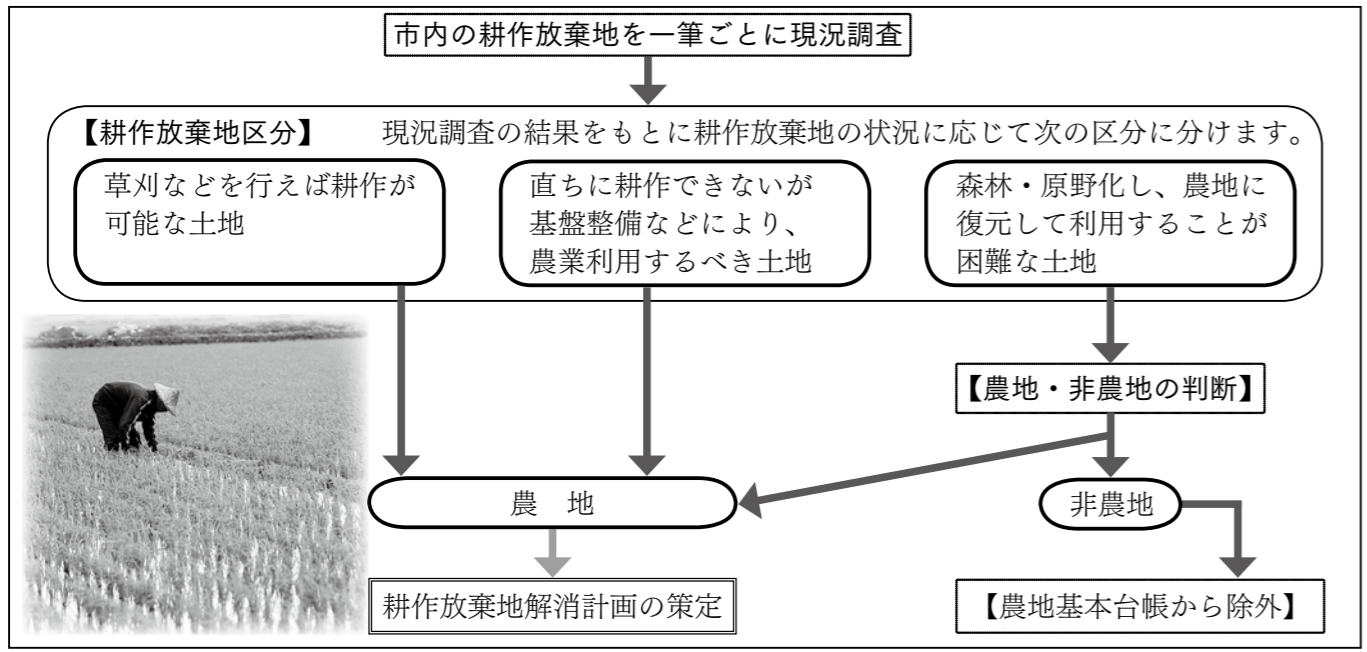 市内の耕作放棄地を一筆ごとに現況調査
【耕作放棄地区分】　現況調査の結果をもとに耕作放棄地の状況に応じて次の区分に分けます。
草刈などを行えば耕作が
可能な土地
直ちに耕作できないが
基盤整備などにより、
農業利用するべき土地
森林・原野化し、農地に
復元して利用することが
困難な土地
【農地・非農地の判断】
農　地
非農地
耕作放棄地解消計画の策定
【農地基本台帳から除外】